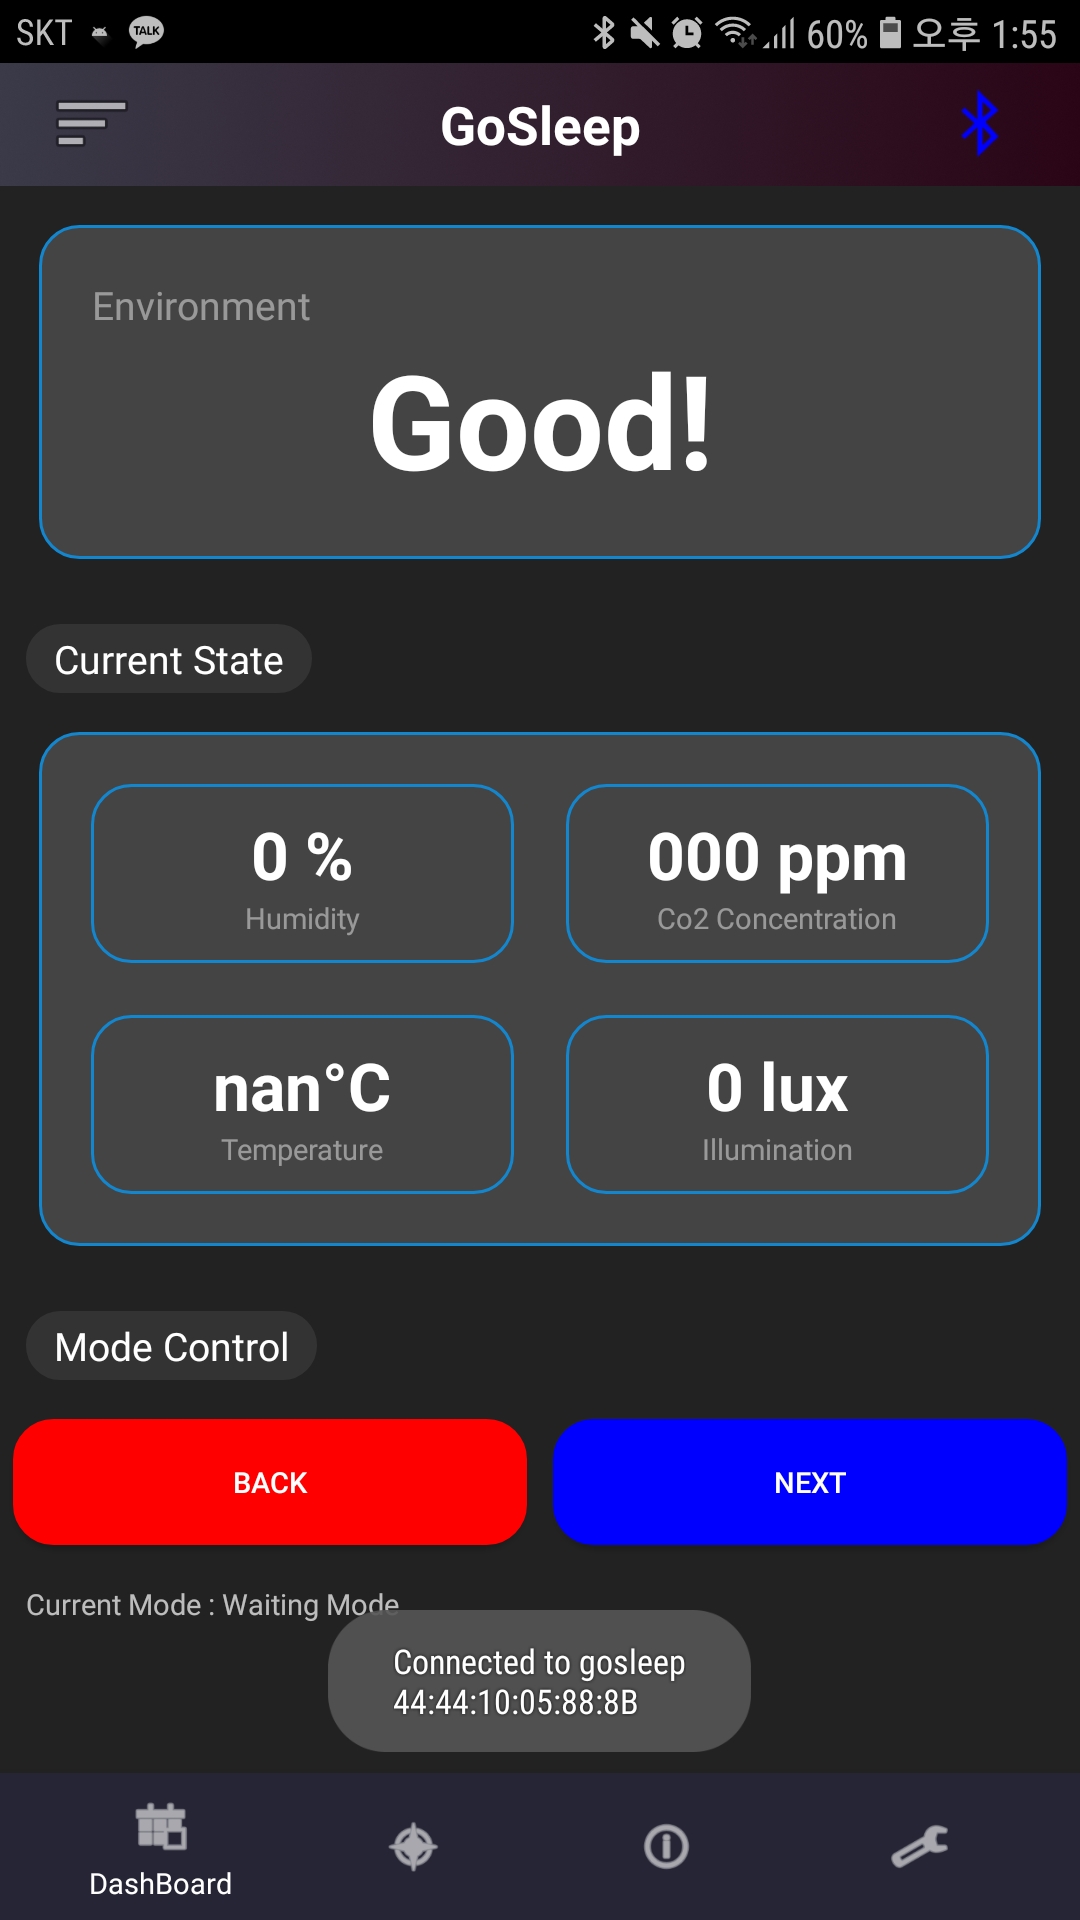 SKT TALK 60% 오후 1:55
GoSleep
Environment
Good!
Current State
0 % 000 ppm
Humidity Co2 Concentration
nan°C 0 lux
Temperature Illumination
Mode Control
BACK NEXT
Current Mode : Waiting Mode
Connected to gosleep
44:44:10:05:88:8B
DashBoard